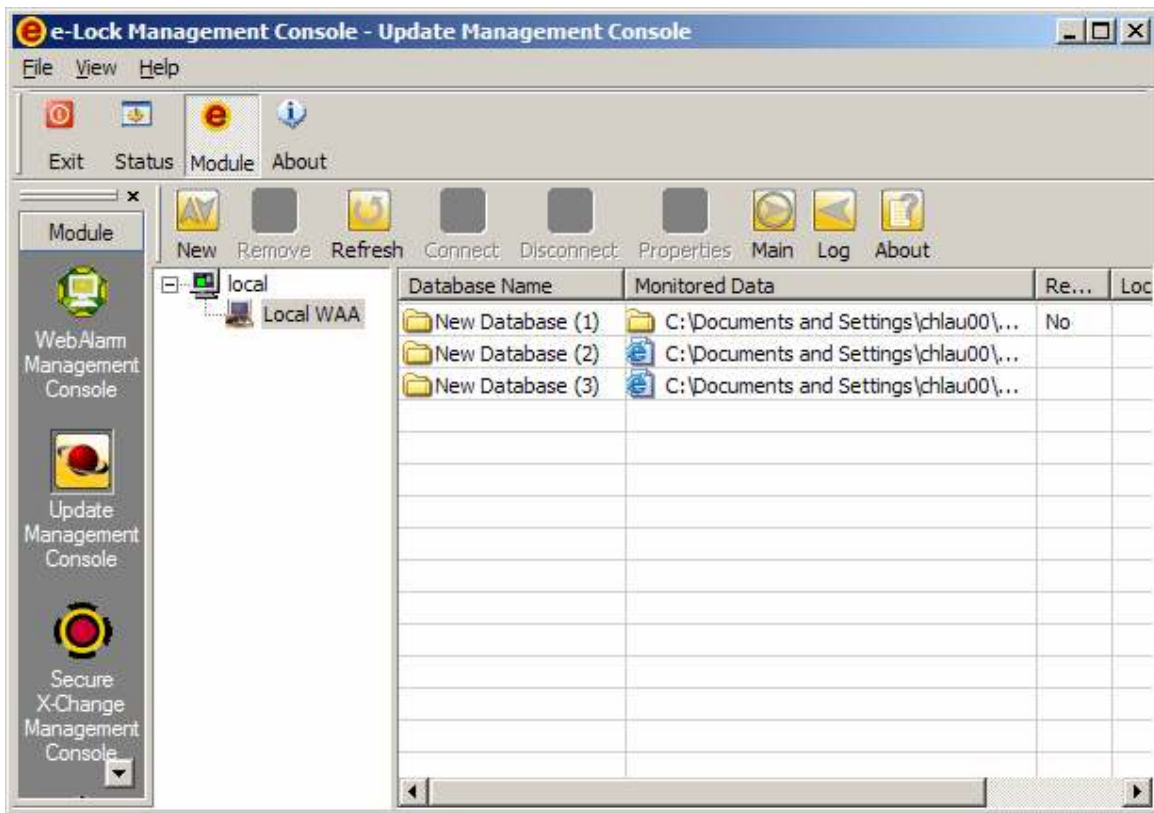 e-Lock Management Console - Update Management Console
File View Help
Exit Status Module About
Module
New Remove Refresh Connect Disconnect Properties Main Log About
WebAlarm
Management
Console
Update
Management
Console
Secure
X-Change
Management
Console
local
Local WAA
Database Name Monitored Data Re... Loc
New Database (1) C:\Documents and Settings\chlau00\... No
New Database (2) C:\Documents and Settings\chlau00\...
New Database (3) C:\Documents and Settings\chlau00\...